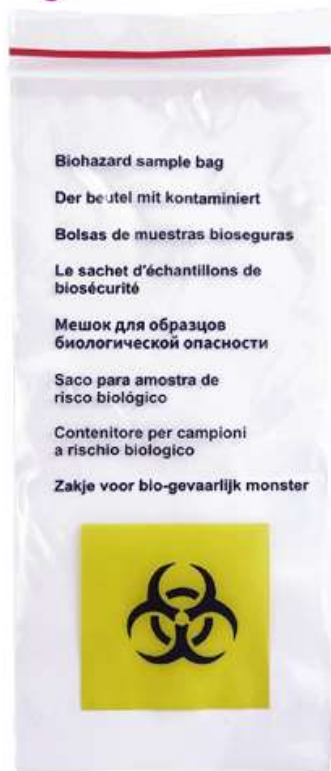 Biohazard sample bag
Der beutel mit kontaminiert
Bolsas de muestras bioseguras
Le sachet d'échantillons de
biosécurité
Мешок для образцов
биологической опасности
Saco para amostra de
risco biológico
Contenitore per campioni
a rischio biologico
Zakje voor bio-gevaarlijk monster